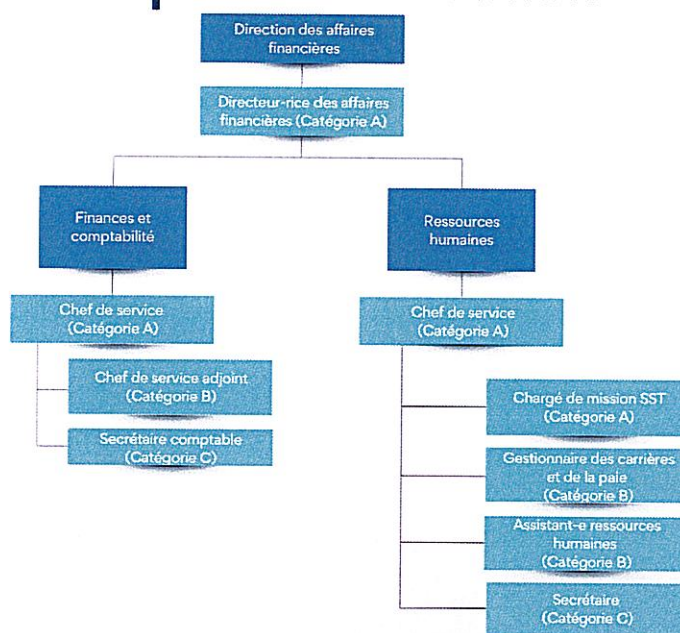 Direction des affaires
financières
Directeur-rice des affaires
financières (Catégorie A)
Finances et
comptabilité
Chef de service
(Catégorie A)
Chef de service adjoint
(Catégorie B)
Secrétaire comptable
(Catégorie C)
Ressources
humaines
Chef de service
(Catégorie A)
Chargé de mission SST
(Catégorie A)
Gestionnaire des carrières
et de la paie
(Catégorie B)
Assistant-e ressources
humaines
(Catégorie B)
Secrétaire
(Catégorie C)